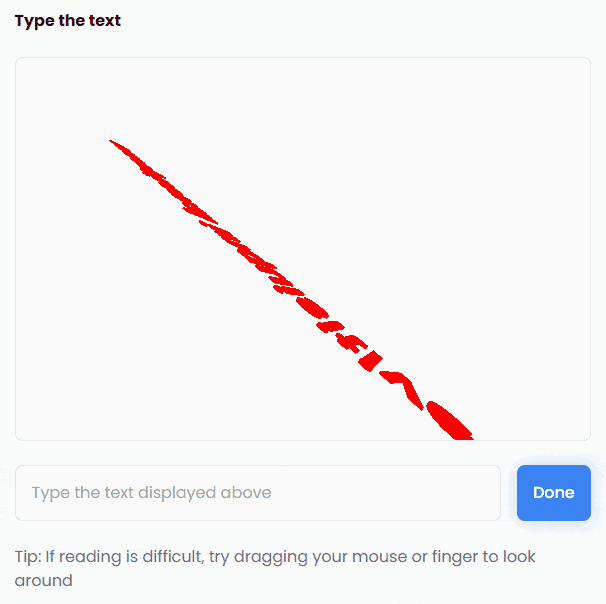 Type the text
Type the text displayed above
Done
Tip: If reading is difficult, try dragging your mouse or finger to look
around